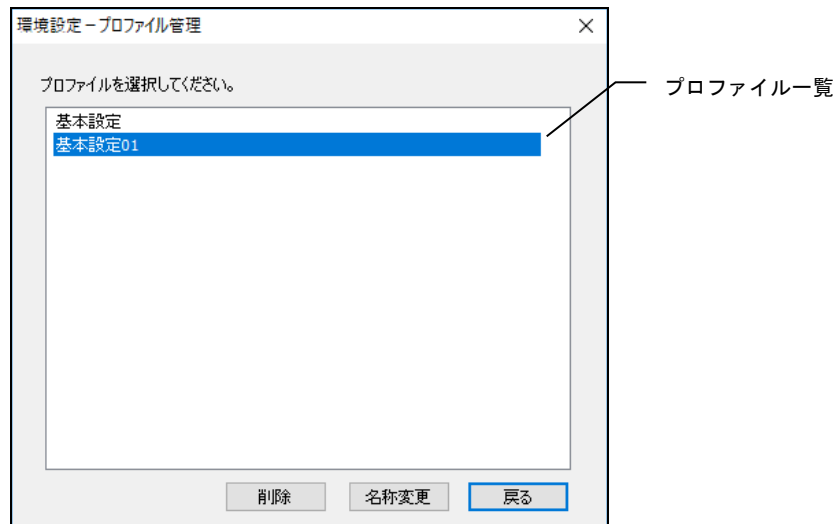 環境設定－プロファイル管理
プロファイルを選択してください。
プロファイル一覧
基本設定
基本設定01
削除
名称変更
戻る